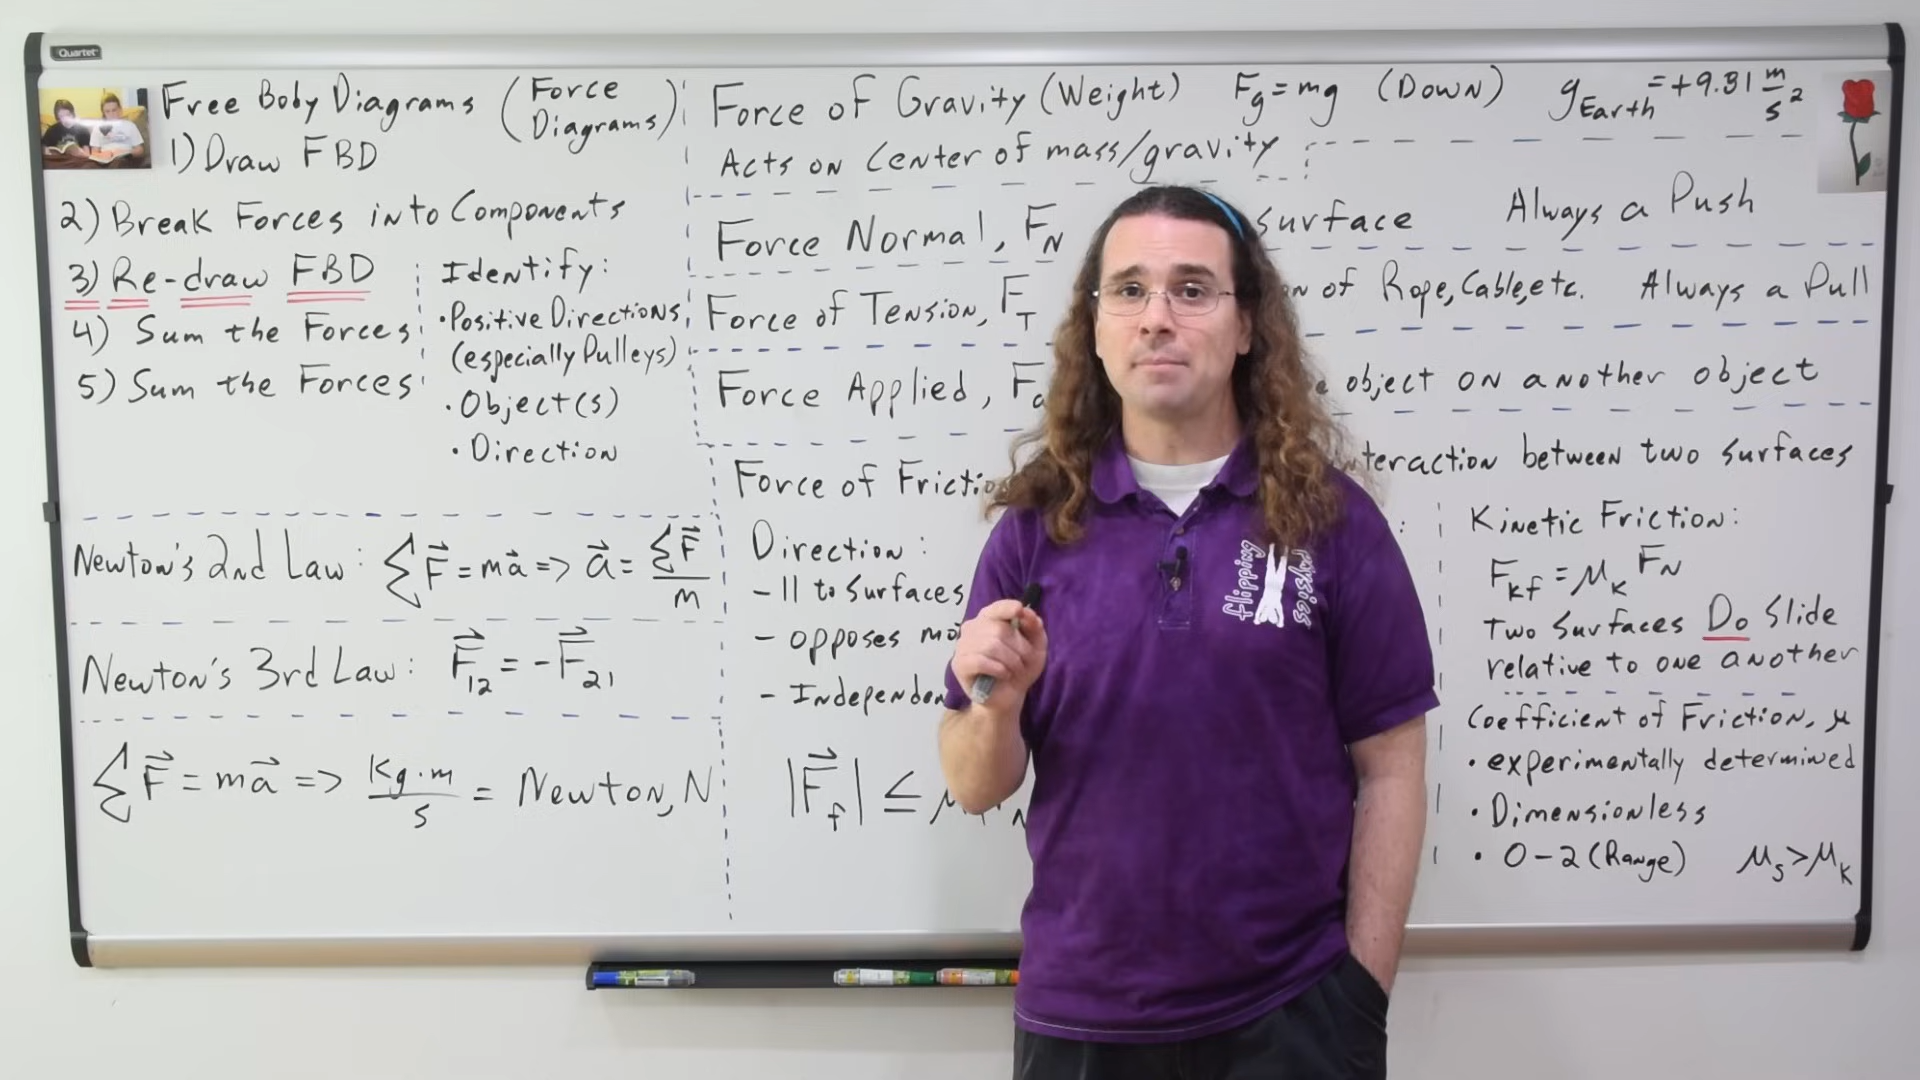 Quartet
Free Body Diagrams (Force Diagrams)
1) Draw FBD
2) Break Forces into Components
3) Re-draw FBD
4) Sum the Forces
5) Sum the Forces
Identify:
• Positive Directions
(especially Pulleys)
• Object(s)
• Direction
Newton's 2nd Law: ∑F⃗ = ma⃗ => a⃗ = ∑F⃗/m
Newton's 3rd Law: F⃗₁₂ = -F⃗₂₁
∑F⃗ = ma⃗ => kg·m/s = Newton, N
Force of Gravity (Weight) Fg = mg (Down) gEarth = +9.81 m/s²
Acts on center of mass/gravity
Force Normal, FN surface Always a Push
Force of Tension, FT of Rope, Cable, etc. Always a Pull
Force Applied, Fa object on another object
Force of between two surfaces
Direction:
- || to surfaces
- opposes
-
|F⃗f| ≤
Kinetic Friction:
Fkf = μk FN
Two surfaces Do slide
relative to one another
Coefficient of Friction, μ
• experimentally determined
• Dimensionless
• 0-2 (Range) μs > μk
flipping
physics